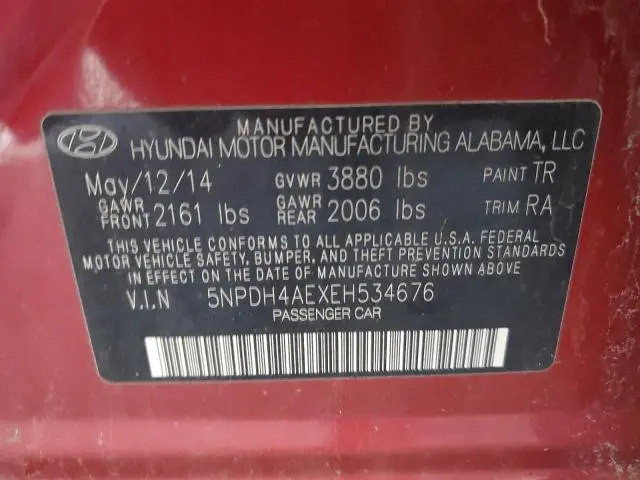 MANUFACTURED BY
HYUNDAI MOTOR MANUFACTURING ALABAMA, LLC
May/12/14 GVWR 3880 lbs PAINT TR
GAWR FRONT 2161 lbs GAWR REAR 2006 lbs TRIM RA
THIS VEHICLE CONFORMS TO ALL APPLICABLE U.S.A. FEDERAL
MOTOR VEHICLE SAFETY, BUMPER, AND THEFT PREVENTION STANDARDS
IN EFFECT ON THE DATE OF MANUFACTURE SHOWN ABOVE.
V.I.N 5NPDH4AEXEH534676
PASSENGER CAR